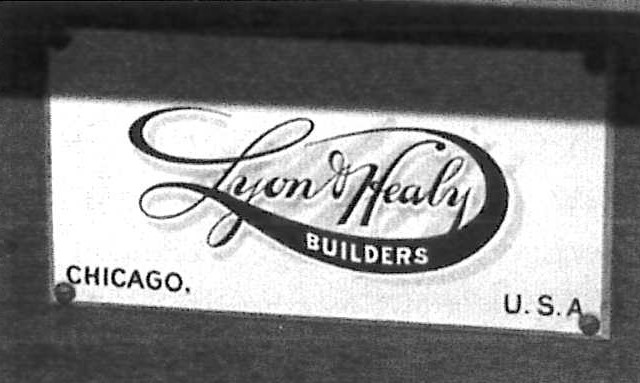 Lyon & Healy
BUILDERS
CHICAGO.
U.S.A